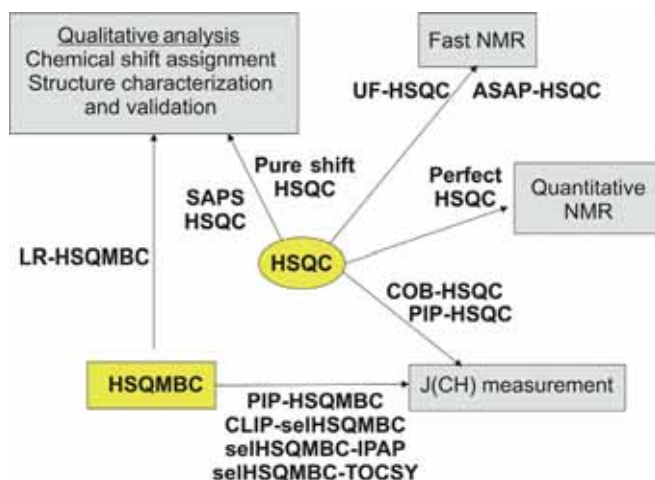 Qualitative analysis
Chemical shift assignment
Structure characterization
and validation
Fast NMR
UF-HSQC
ASAP-HSQC
Pure shift
HSQC
SAPS
HSQC
Perfect
HSQC
Quantitative
NMR
LR-HSQMBC
HSQC
COB-HSQC
PIP-HSQC
HSQMBC
J(CH) measurement
PIP-HSQMBC
CLIP-selHSQMBC
selHSQMBC-IPAP
selHSQMBC-TOCSY